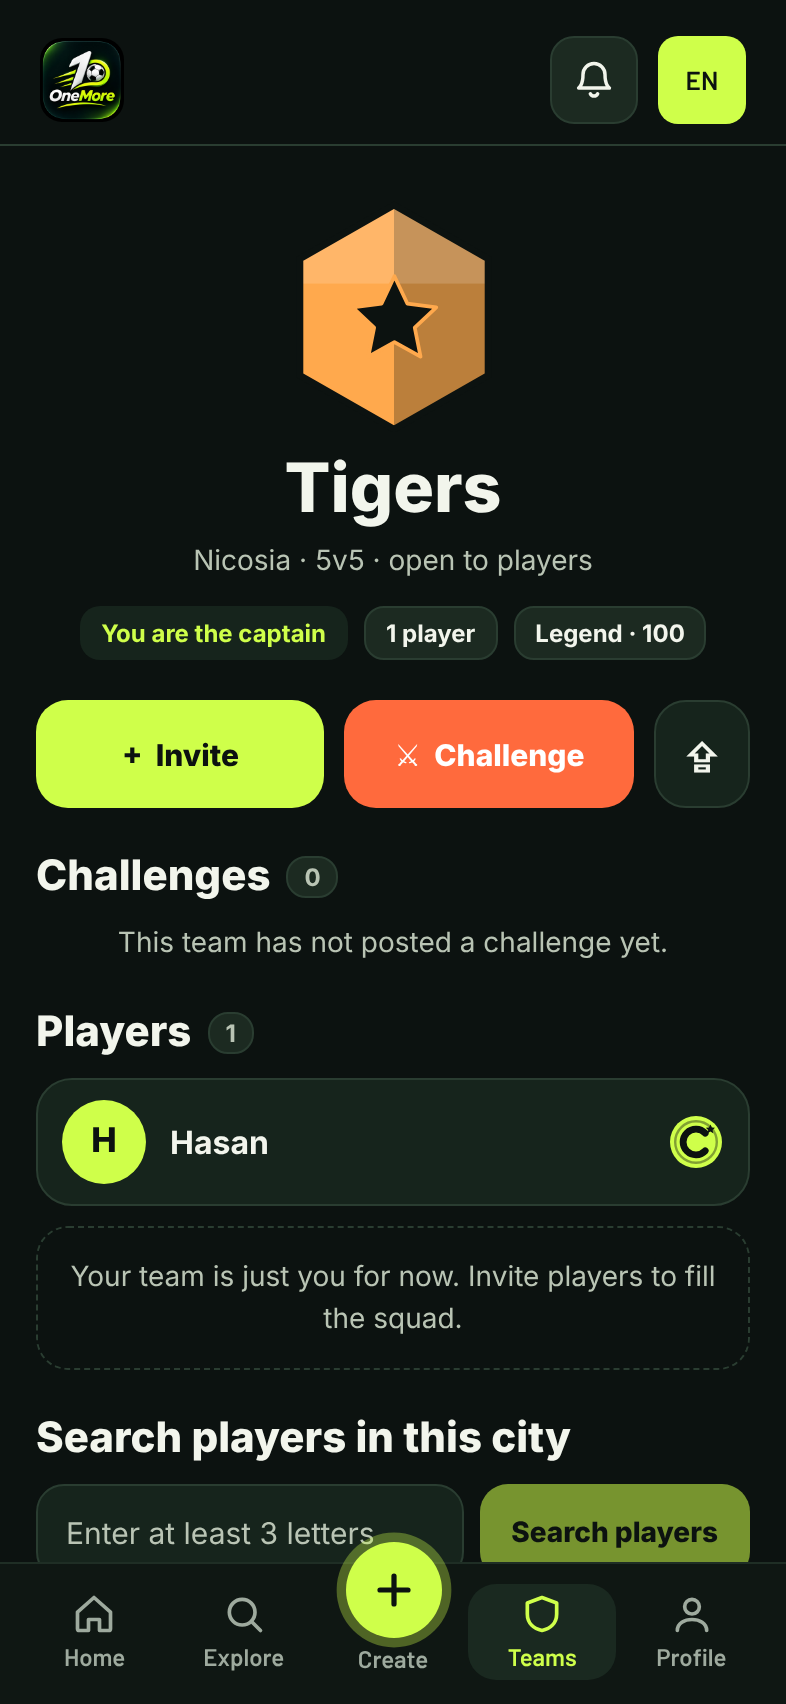 OneMore
EN
Tigers
Nicosia · 5v5 · open to players
You are the captain
1 player
Legend · 100
+ Invite
⚔ Challenge
Challenges 0
This team has not posted a challenge yet.
Players 1
H
Hasan
C
Your team is just you for now. Invite players to fill
the squad.
Search players in this city
Enter at least 3 letters
Search players
Home
Explore
Create
Teams
Profile